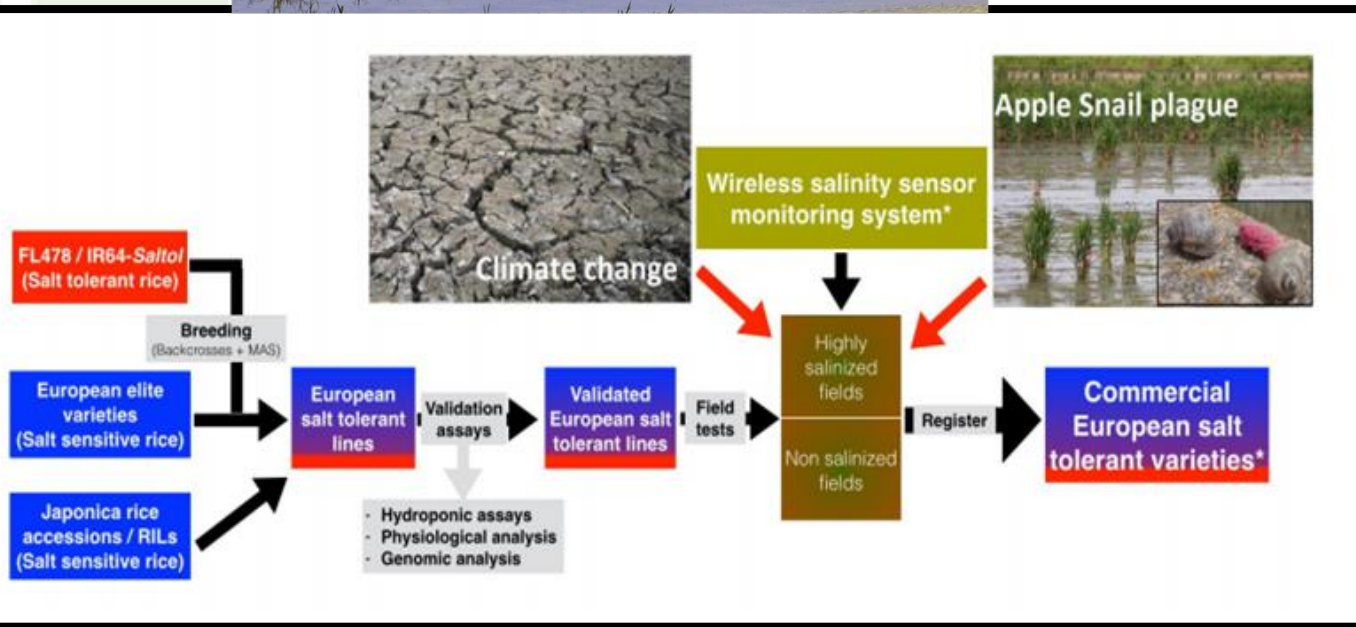 Climate change
Apple Snail plague
Wireless salinity sensor
monitoring system*
FL478 / IR64-Saltol
(Salt tolerant rice)
Breeding
(Backcrosses + MAS)
European elite
varieties
(Salt sensitive rice)
Japonica rice
accessions / RILs
(Salt sensitive rice)
European
salt tolerant
lines
Validation
assays
- Hydroponic assays
- Physiological analysis
- Genomic analysis
Validated
European salt
tolerant lines
Field
tests
Highly
salinized
fields
Non salinized
fields
Register
Commercial
European salt
tolerant varieties*